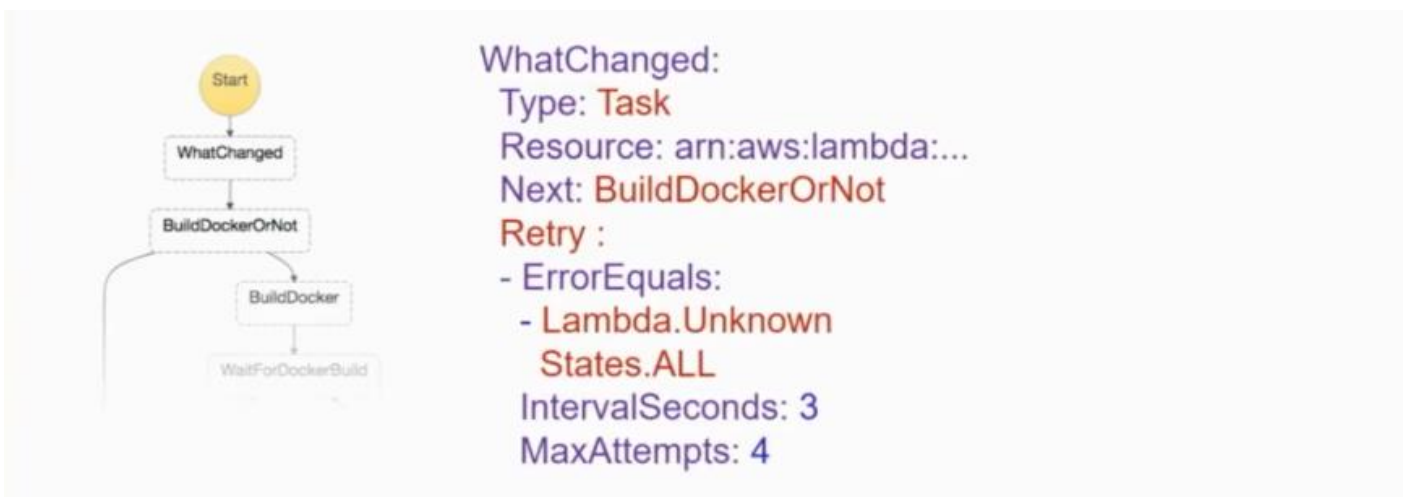 Start
WhatChanged
BuildDockerOrNot
BuildDocker
WaitForDockerBuild
WhatChanged:
Type: Task
Resource: arn:aws:lambda:...
Next: BuildDockerOrNot
Retry :
- ErrorEquals:
- Lambda.Unknown
States.ALL
IntervalSeconds: 3
MaxAttempts: 4